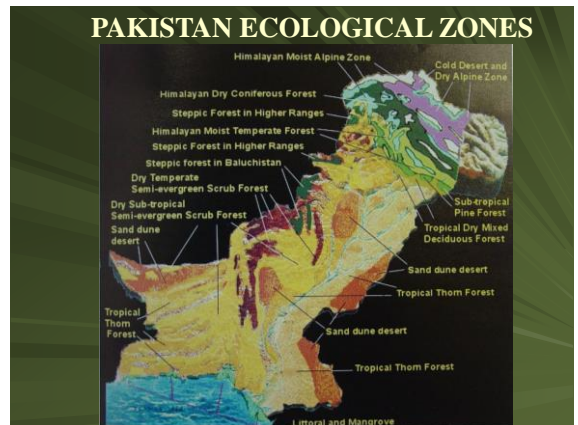 PAKISTAN ECOLOGICAL ZONES
Himalayan Moist Alpine Zone
Cold Desert and
Dry Alpine Zone
Himalayan Dry Coniferous Forest
Steppic Forest in Higher Ranges
Himalayan Moist Temperate Forest
Steppic Forest in Higher Ranges
Steppic forest in Baluchistan
Dry Temperate
Semi-evergreen Scrub Forest
Dry Sub-tropical
Semi-evergreen Scrub Forest
Sand dune
desert
Sub-tropical
Pine Forest
Tropical Dry Mixed
Deciduous Forest
Sand dune desert
Tropical Thorn Forest
Tropical
Thorn
Forest
Sand dune desert
Tropical Thorn Forest
Littoral and Mangrove